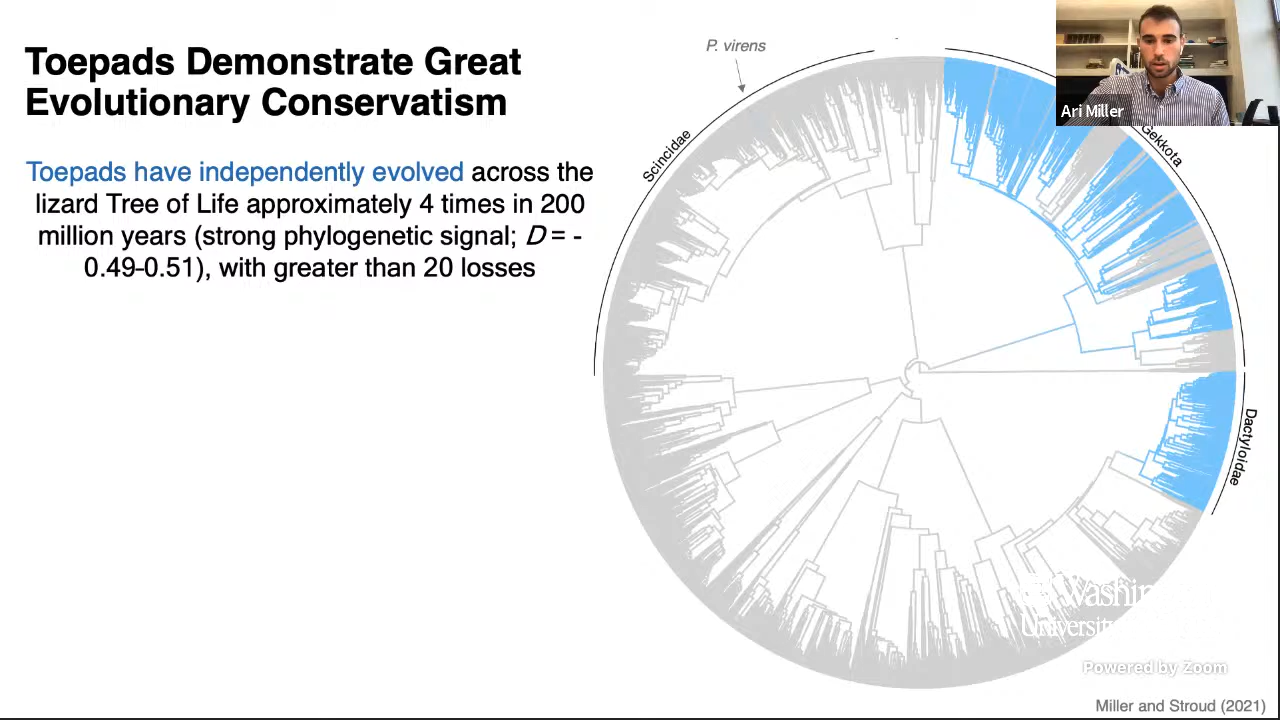 Toepads Demonstrate Great
Evolutionary Conservatism
Toepads have independently evolved across the
lizard Tree of Life approximately 4 times in 200
million years (strong phylogenetic signal; D = -
0.49-0.51), with greater than 20 losses
P. virens
Scincidae
Gekkota
Dactyloidae
Ari Miller
University
Powered by Zoom
Miller and Stroud (2021)